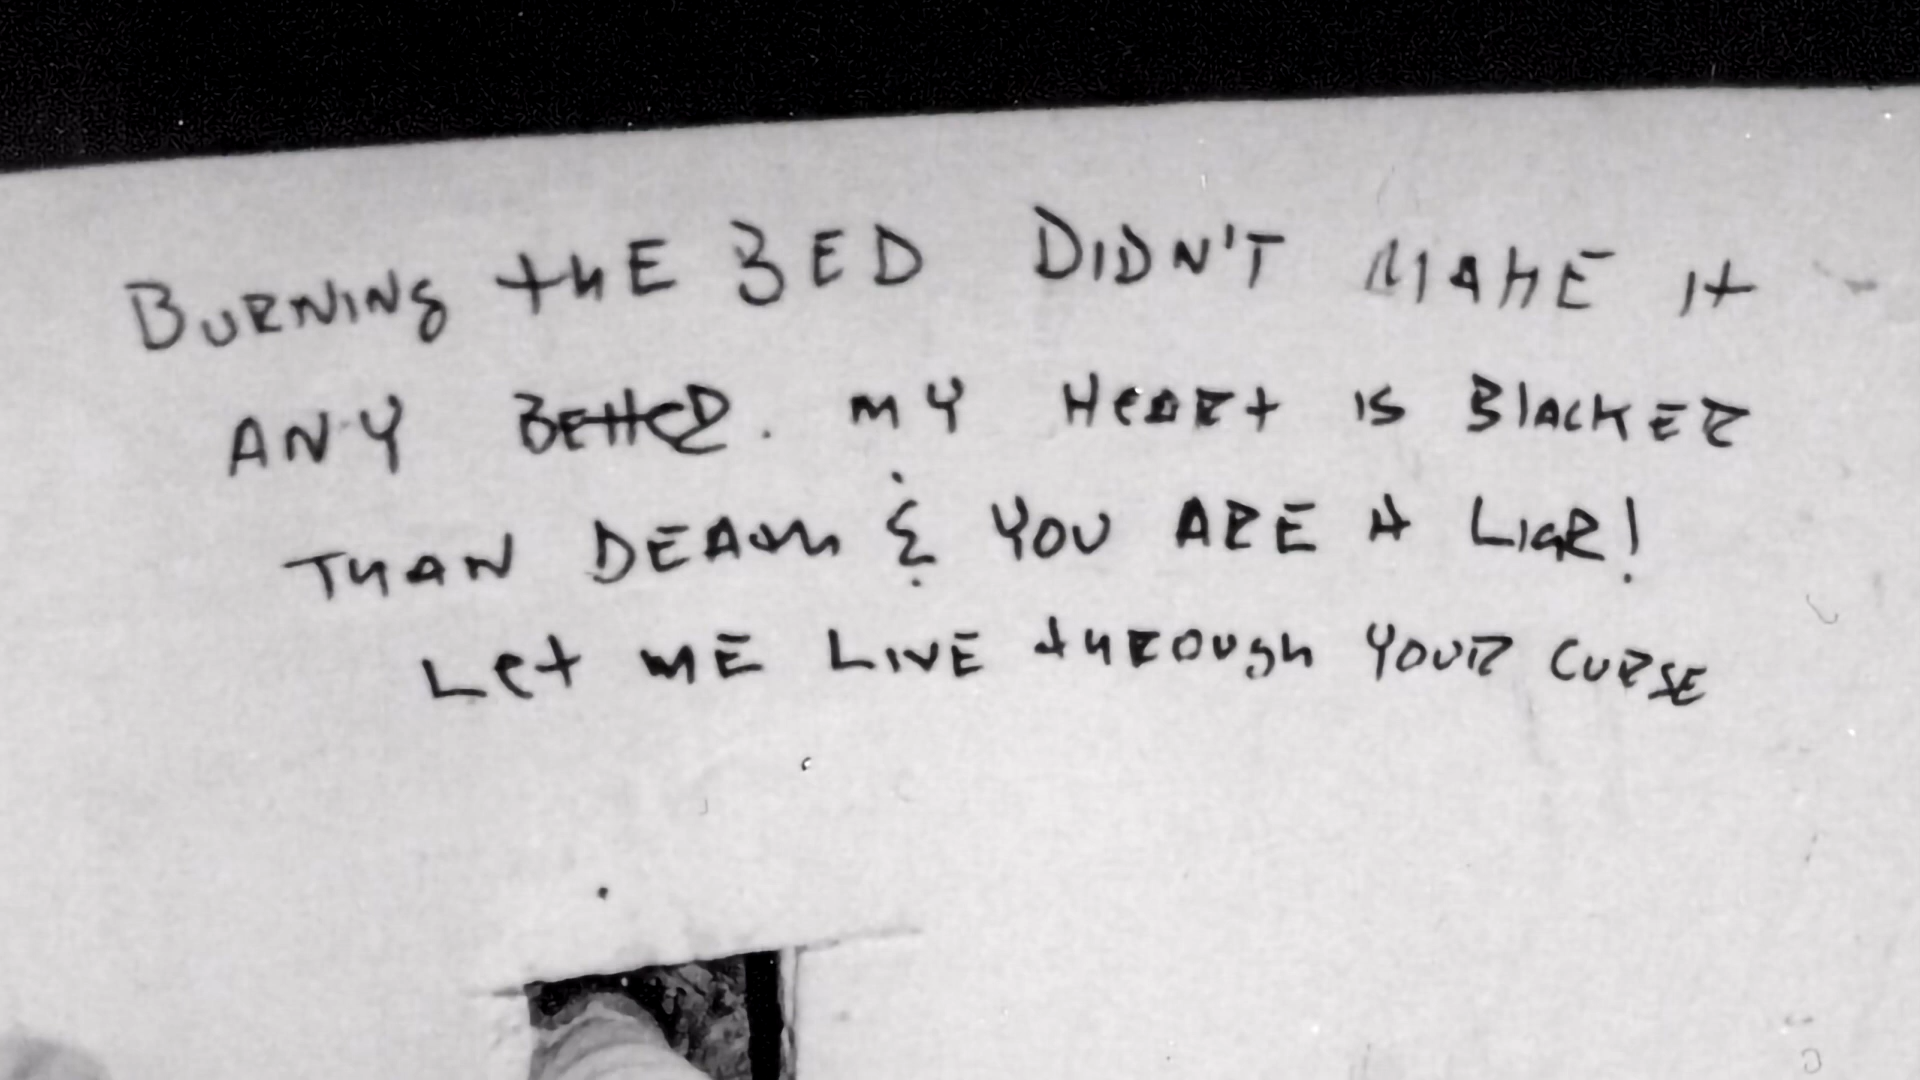 BURNING thE BED DIDN'T MAKE It
ANY BEtteR. MY HeARt IS BlACKER
THAN DEAth & YOU ARE A LIaR!
Let ME LIVE thROUgh YOUR CURSE